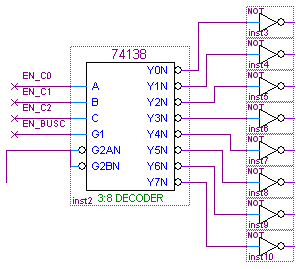 NOT
inst3
74138
EN_C0
A
Y0N
NOT
inst4
EN_C1
B
Y1N
NOT
inst5
EN_C2
C
Y2N
NOT
inst6
EN_BUSC
G1
Y3N
NOT
inst7
G2AN
Y4N
NOT
inst8
G2BN
Y5N
NOT
inst9
Y6N
NOT
inst10
Y7N
inst2
3:8 DECODER